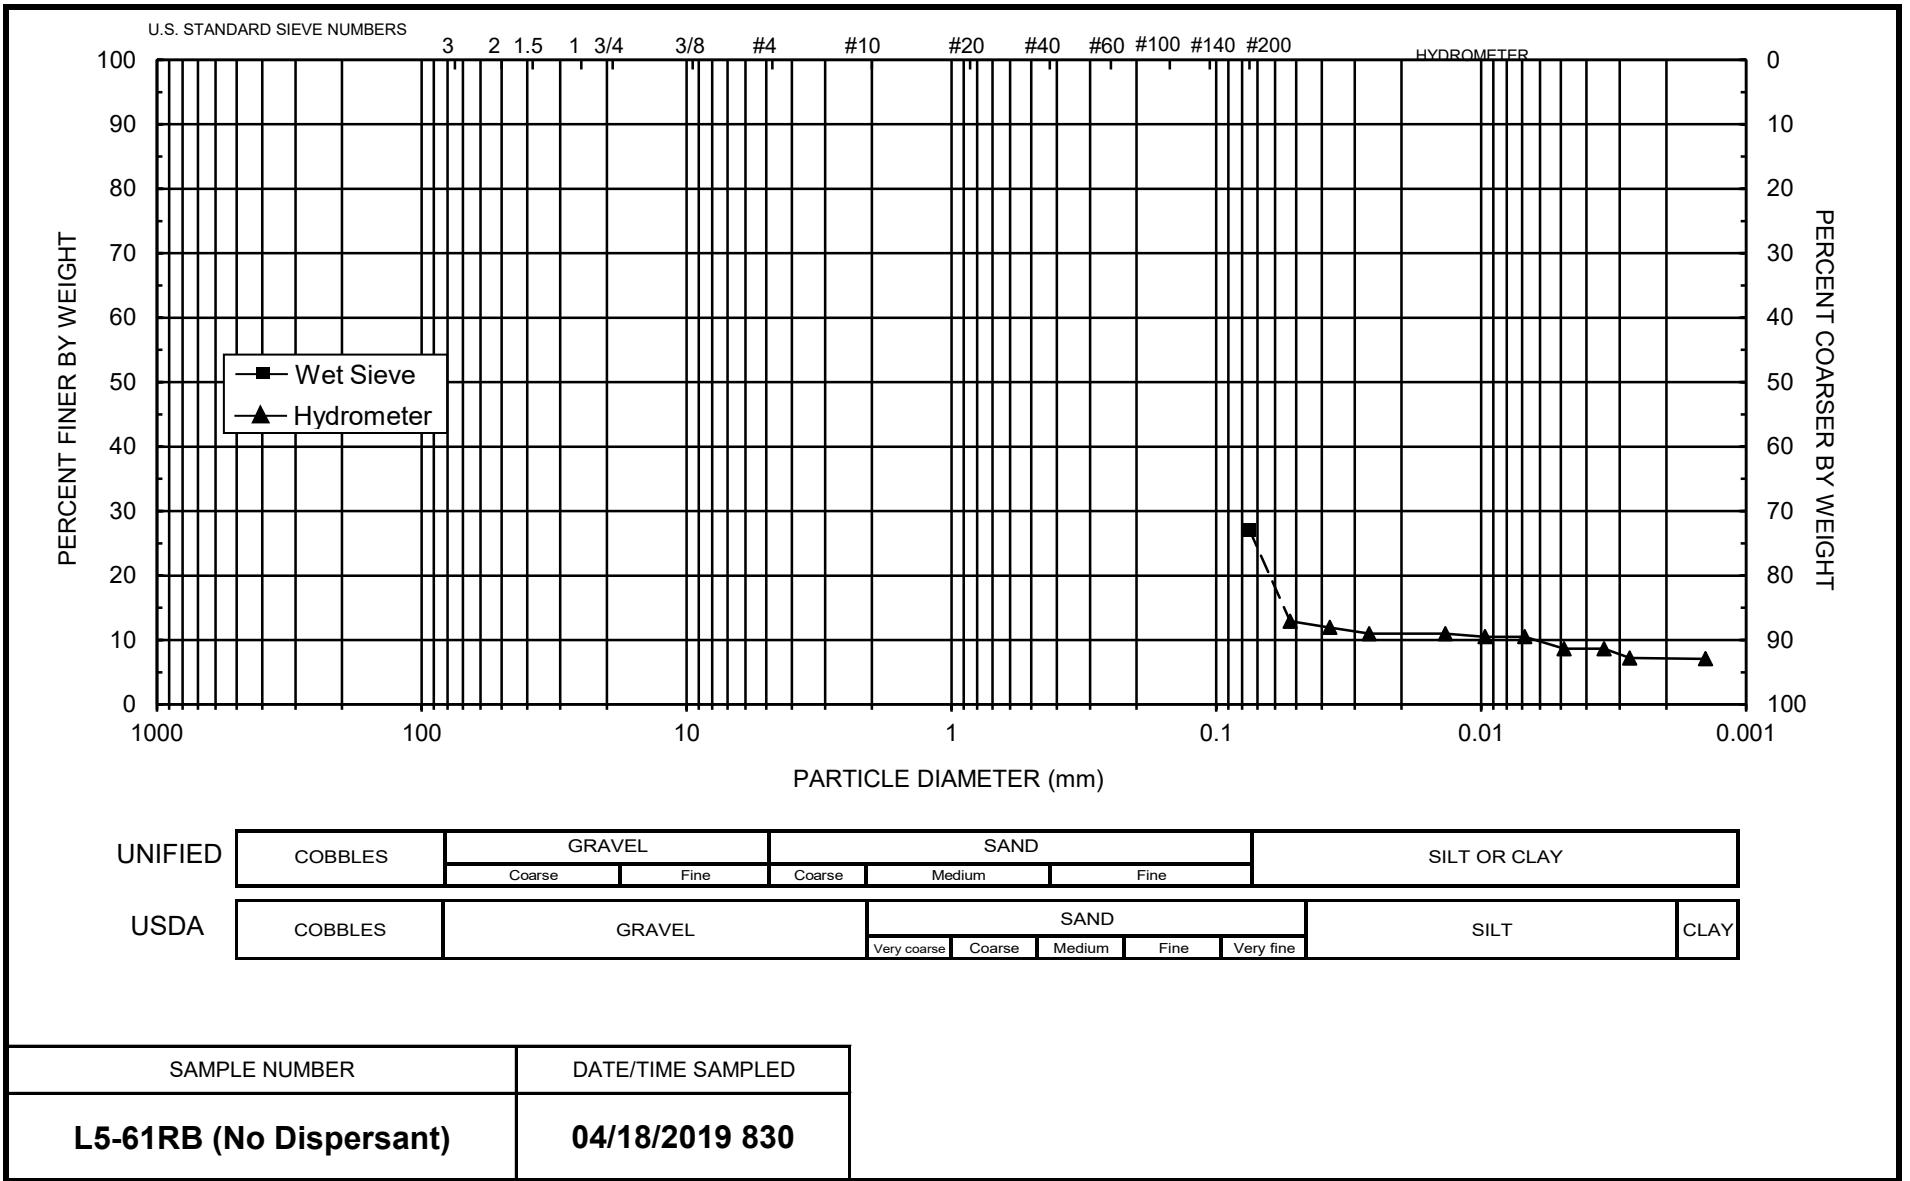 U.S. STANDARD SIEVE NUMBERS
3 2 1.5 1 3/4 3/8 #4 #10 #20 #40 #60 #100 #140 #200
HYDROMETER
100 0
90 10
80 20
70 30
60 40
50 50
40 60
30 70
20 80
10 90
0 100
PERCENT FINER BY WEIGHT
PERCENT COARSER BY WEIGHT
Wet Sieve
Hydrometer
1000 100 10 1 0.1 0.01 0.001
PARTICLE DIAMETER (mm)
UNIFIED
COBBLES
GRAVEL
SAND
SILT OR CLAY
Coarse Fine Coarse Medium Fine
USDA
COBBLES
GRAVEL
SAND
SILT
CLAY
Very coarse Coarse Medium Fine Very fine
SAMPLE NUMBER DATE/TIME SAMPLED
L5-61RB (No Dispersant) 04/18/2019 830